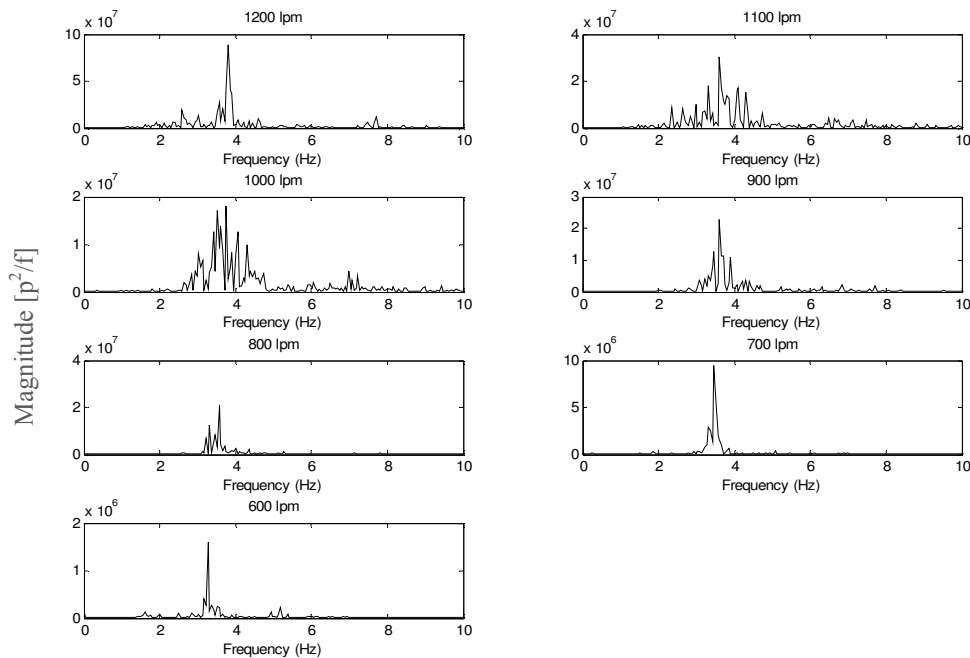 Magnitude [p²/f]
1200 lpm
x 10⁷
10
5
0
0 2 4 6 8 10
Frequency (Hz)
1100 lpm
x 10⁷
4
2
0
0 2 4 6 8 10
Frequency (Hz)
1000 lpm
x 10⁷
2
1
0
0 2 4 6 8 10
Frequency (Hz)
900 lpm
x 10⁷
3
2
1
0
0 2 4 6 8 10
Frequency (Hz)
800 lpm
x 10⁷
4
2
0
0 2 4 6 8 10
Frequency (Hz)
700 lpm
x 10⁶
10
5
0
0 2 4 6 8 10
Frequency (Hz)
600 lpm
x 10⁶
2
1
0
0 2 4 6 8 10
Frequency (Hz)